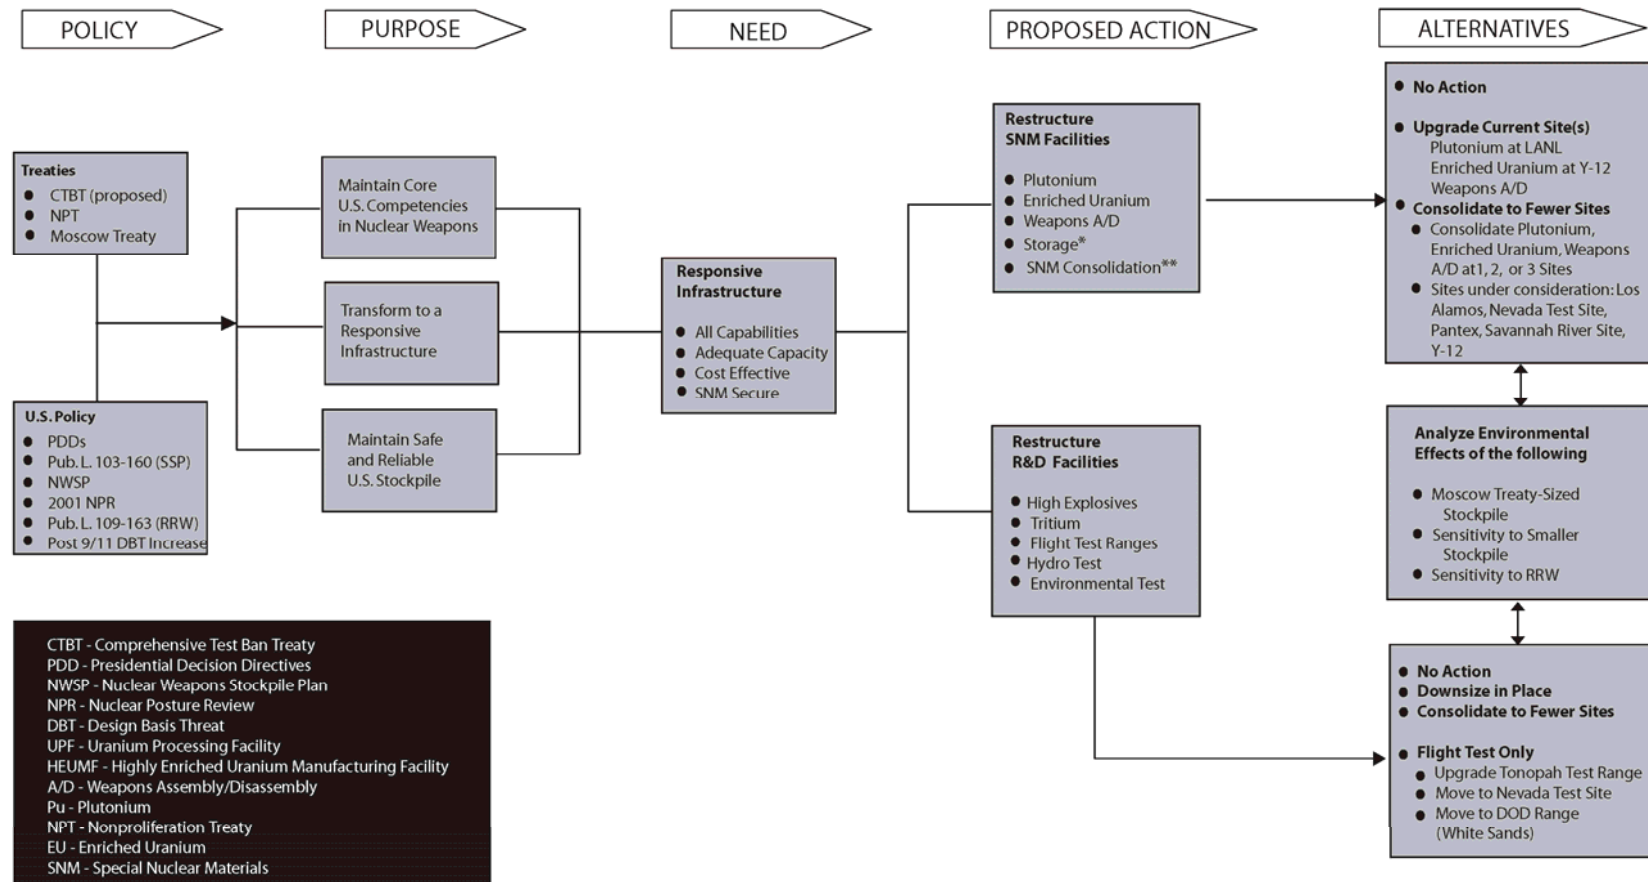 POLICY
PURPOSE
NEED
PROPOSED ACTION
ALTERNATIVES
Treaties
● CTBT (proposed)
● NPT
● Moscow Treaty
U.S. Policy
● PDDs
● Pub. L. 103-160 (SSP)
● NWSP
● 2001 NPR
● Pub. L. 109-163 (RRW)
● Post 9/11 DBT Increase
Maintain Core
U.S. Competencies
in Nuclear Weapons
Transform to a
Responsive
Infrastructure
Maintain Safe
and Reliable
U.S. Stockpile
Responsive
Infrastructure
● All Capabilities
● Adequate Capacity
● Cost Effective
● SNM Secure
Restructure
SNM Facilities
● Plutonium
● Enriched Uranium
● Weapons A/D
● Storage*
● SNM Consolidation**
Restructure
R&D Facilities
● High Explosives
● Tritium
● Flight Test Ranges
● Hydro Test
● Environmental Test
● No Action
● Upgrade Current Site(s)
Plutonium at LANL
Enriched Uranium at Y-12
Weapons A/D
● Consolidate to Fewer Sites
● Consolidate Plutonium,
Enriched Uranium, Weapons
A/D at1, 2, or 3 Sites
● Sites under consideration: Los
Alamos, Nevada Test Site,
Pantex, Savannah River Site,
Y-12
Analyze Environmental
Effects of the following
● Moscow Treaty-Sized
Stockpile
● Sensitivity to Smaller
Stockpile
● Sensitivity to RRW
● No Action
● Downsize in Place
● Consolidate to Fewer Sites
● Flight Test Only
● Upgrade Tonopah Test Range
● Move to Nevada Test Site
● Move to DOD Range
(White Sands)
CTBT - Comprehensive Test Ban Treaty
PDD - Presidential Decision Directives
NWSP - Nuclear Weapons Stockpile Plan
NPR - Nuclear Posture Review
DBT - Design Basis Threat
UPF - Uranium Processing Facility
HEUMF - Highly Enriched Uranium Manufacturing Facility
A/D - Weapons Assembly/Disassembly
Pu - Plutonium
NPT - Nonproliferation Treaty
EU - Enriched Uranium
SNM - Special Nuclear Materials